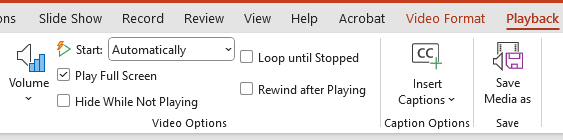 ons Slide Show Record Review View Help Acrobat Video Format Playback
Start: Automatically
Loop until Stopped
Play Full Screen
Volume
Rewind after Playing
Hide While Not Playing
Video Options
CC
Insert
Captions
Caption Options
Save
Media as
Save